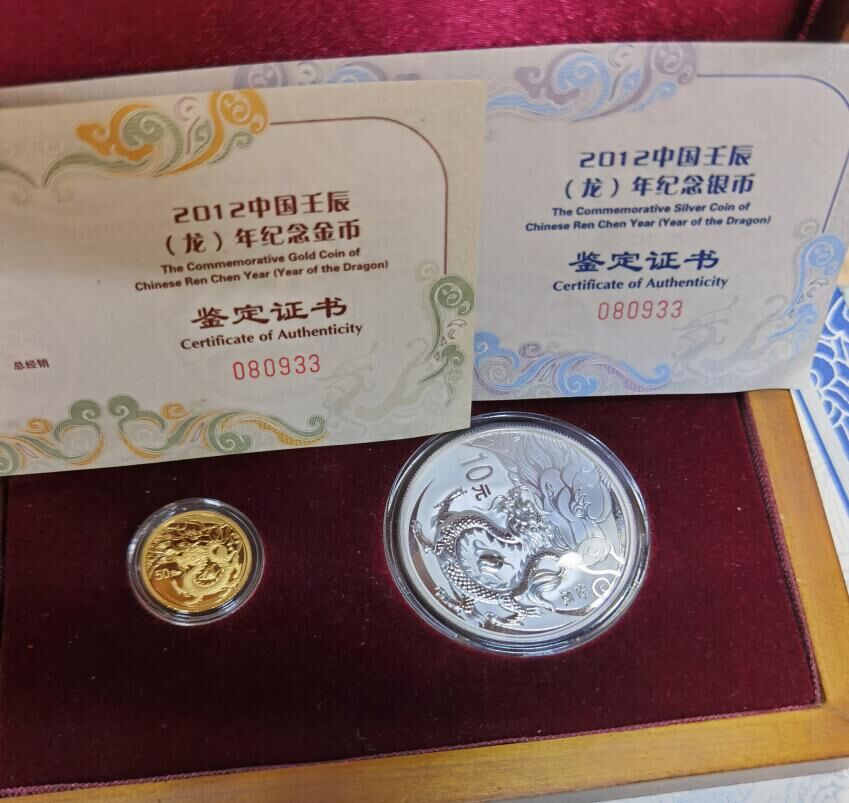 2012中国壬辰
（龙）年纪念金币
The Commemorative Gold Coin of
Chinese Ren Chen Year (Year of the Dragon)
鉴定证书
Certificate of Authenticity
080933
总经销
2012中国壬辰
（龙）年纪念银币
The Commemorative Silver Coin of
Chinese Ren Chen Year (Year of the Dragon)
鉴定证书
Certificate of Authenticity
080933
50元
10元